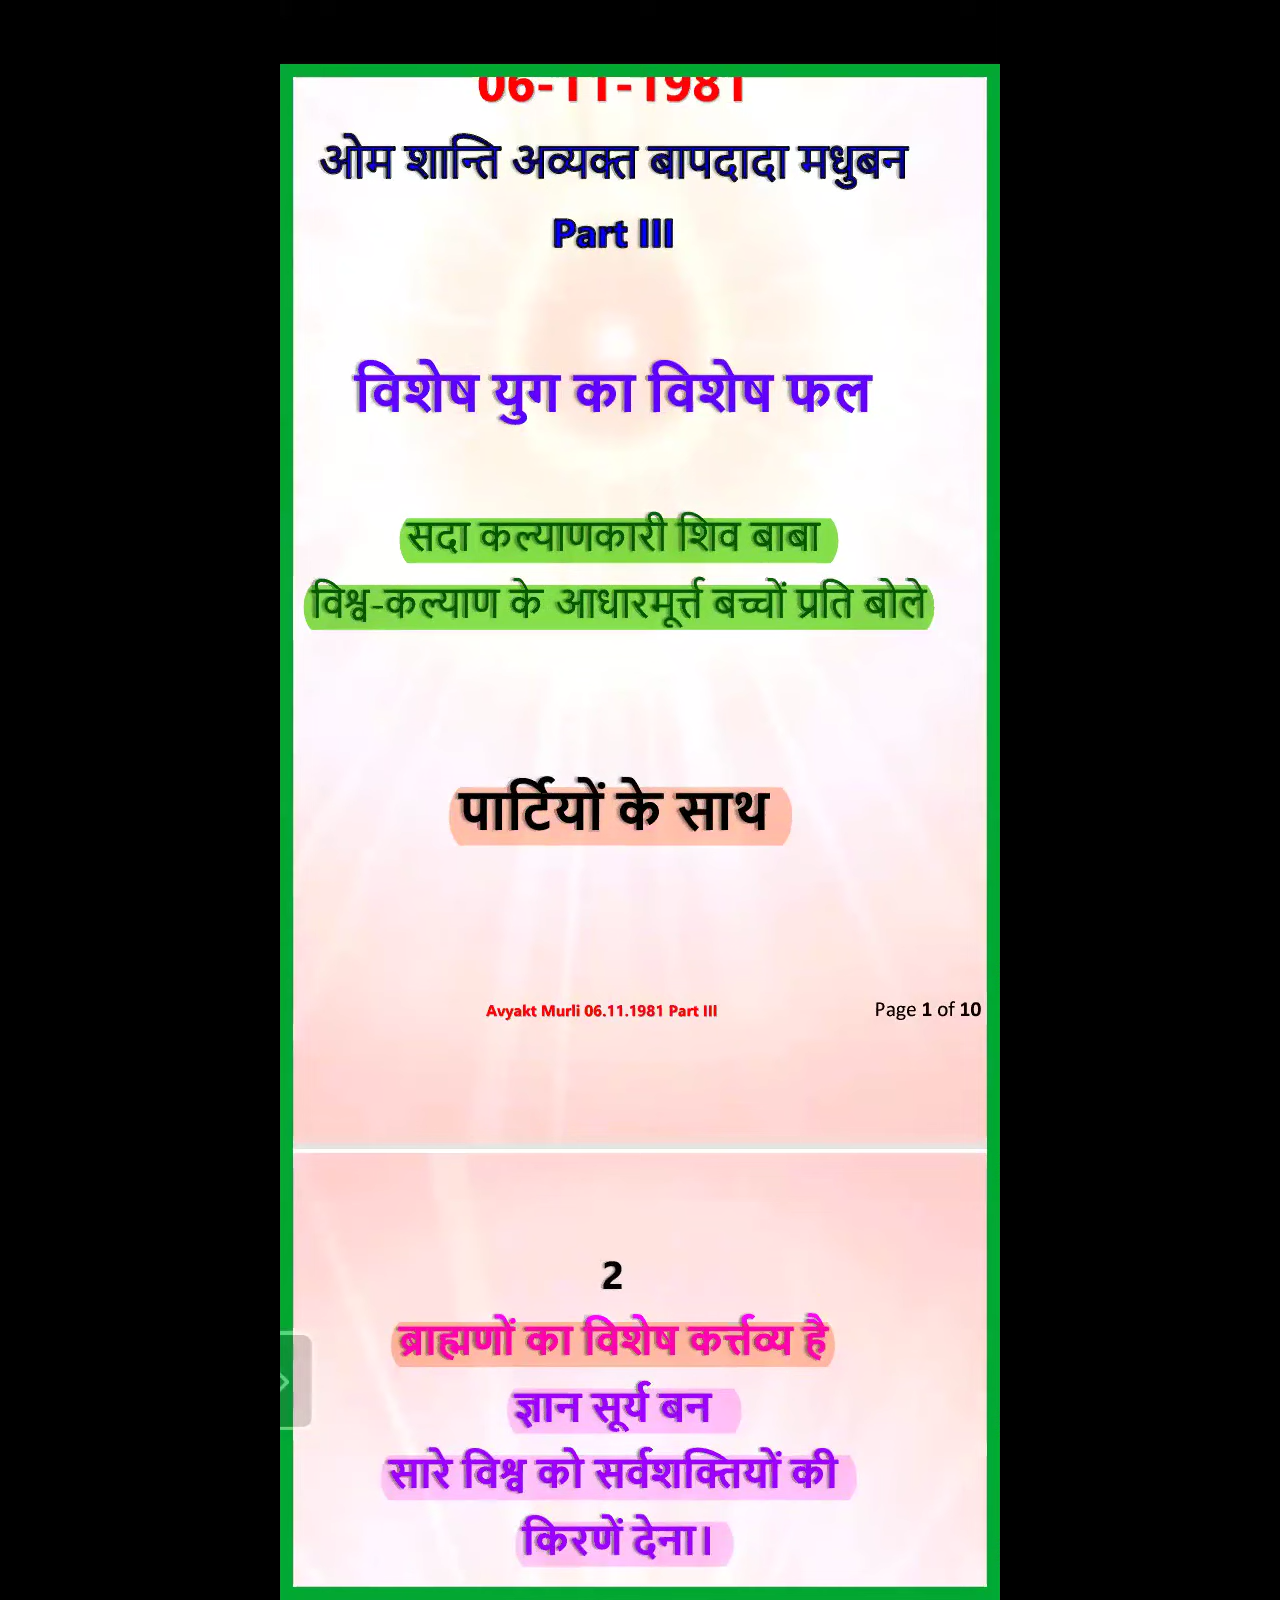 06-11-1981
ओम शान्ति अव्यक्त बापदादा मधुबन
Part III
विशेष युग का विशेष फल
सदा कल्याणकारी शिव बाबा
विश्व-कल्याण के आधारमूर्त्त बच्चों प्रति बोले
पार्टियों के साथ
Avyakt Murli 06.11.1981 Part III
Page 1 of 10
2
ब्राह्मणों का विशेष कर्त्तव्य है
ज्ञान सूर्य बन
सारे विश्व को सर्वशक्तियों की
किरणें देना।